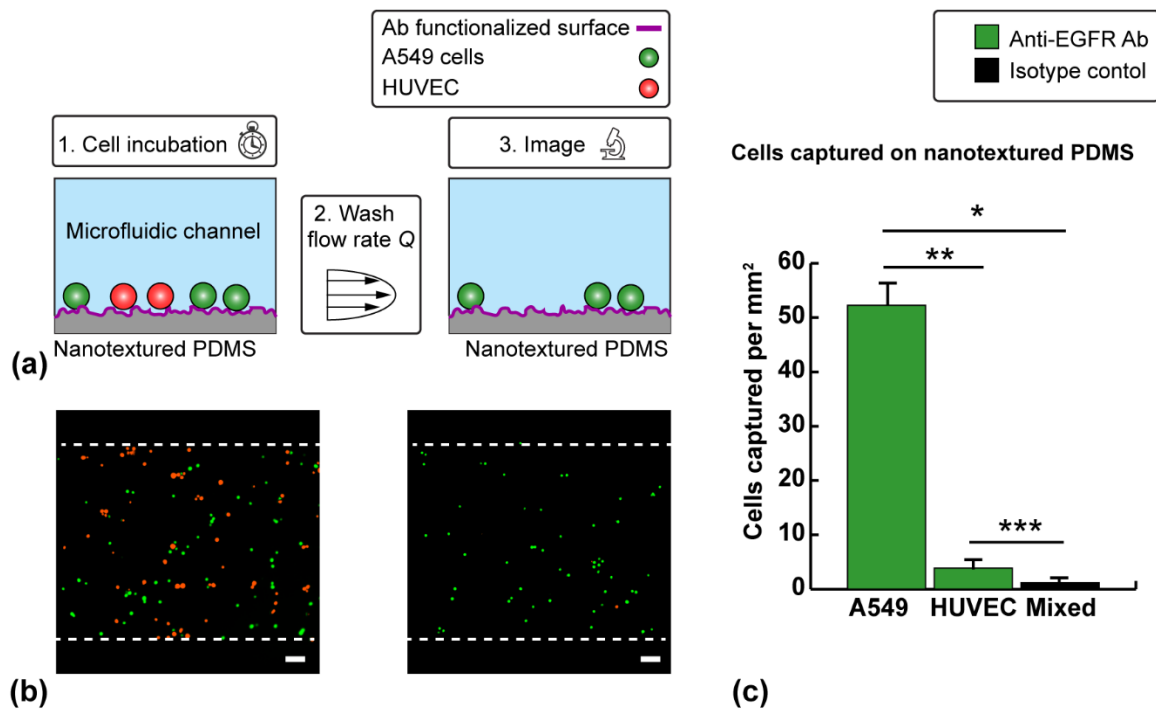 Ab functionalized surface
A549 cells
HUVEC
1. Cell incubation
3. Image
Microfluidic channel
2. Wash
flow rate Q
Nanotextured PDMS
Nanotextured PDMS
(a)
(b)
Anti-EGFR Ab
Isotype contol
Cells captured on nanotextured PDMS
*
**
***
Cells captured per mm²
60
50
40
30
20
10
0
A549 HUVEC Mixed
(c)